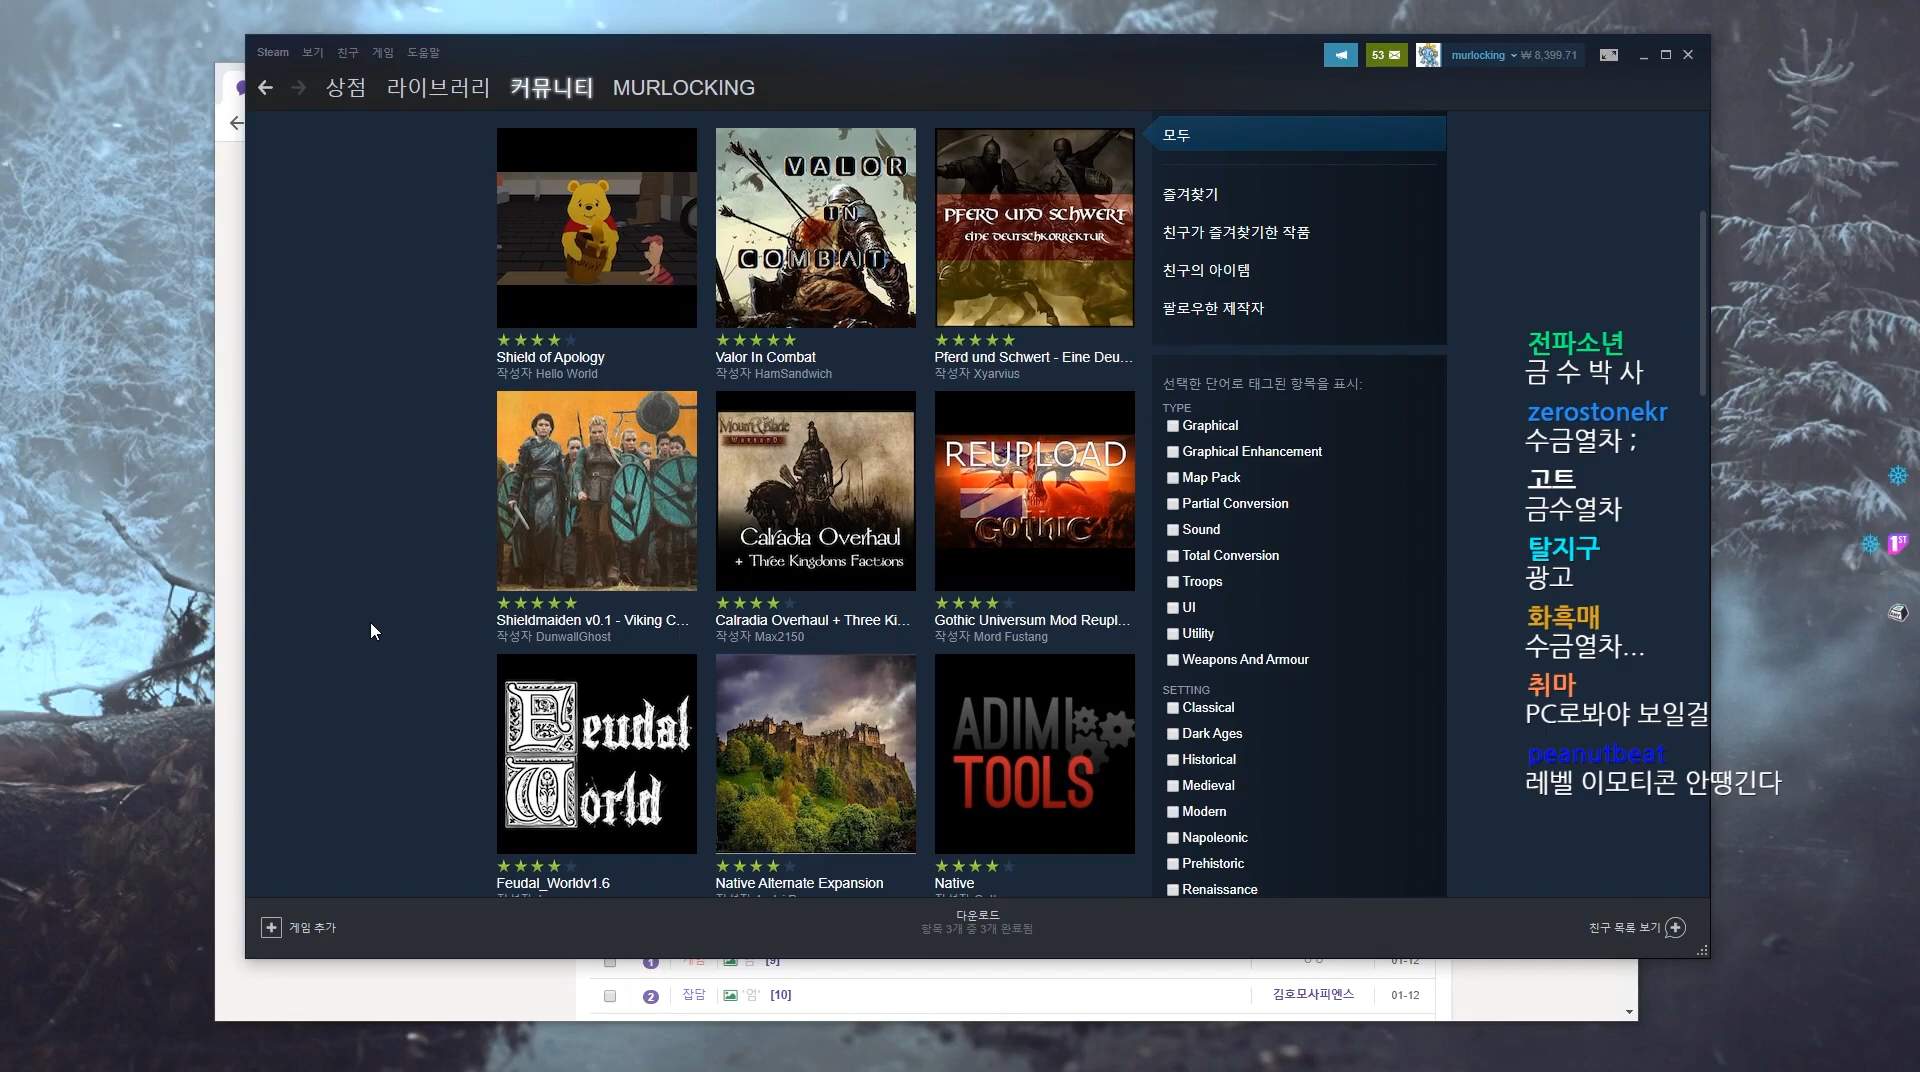 Steam 보기 친구 게임 도움말
53
murlocking ₩ 8,399.71
상점 라이브러리 커뮤니티 MURLOCKING
VALOR
IN
COMBAT
PFERD UND SCHWERT
EINE DEUTSCHKORREKTUR
Shield of Apology
작성자 Hello World
Valor In Combat
작성자 HamSandwich
Pferd und Schwert - Eine Deu...
작성자 Xyarvius
Mount&Blade
WARBAND
Calradia Overhaul
+ Three Kingdoms Factions
REUPLOAD
GOTHIC
Shieldmaiden v0.1 - Viking C...
작성자 DunwallGhost
Calradia Overhaul + Three Ki...
작성자 Max2150
Gothic Universum Mod Reupl...
작성자 Mord Fustang
Feudal
World
ADIMI
TOOLS
Feudal_Worldv1.6
Native Alternate Expansion
Native
모두
즐겨찾기
친구가 즐겨찾기한 작품
친구의 아이템
팔로우한 제작자
선택한 단어로 태그된 항목을 표시:
TYPE
Graphical
Graphical Enhancement
Map Pack
Partial Conversion
Sound
Total Conversion
Troops
UI
Utility
Weapons And Armour
SETTING
Classical
Dark Ages
Historical
Medieval
Modern
Napoleonic
Prehistoric
Renaissance
전파소년
금 수 박 사
zerostonekr
수금열차 ;
고트
금수열차
탈지구
광고
화흑매
수금열차...
취마
PC로봐야 보일걸
peanutbeat
레벨 이모티콘 안땡긴다
1ST
게임 추가
다운로드
항목 3개 중 3개 완료됨
친구 목록 보기
1 [9] 01-12
2 잡담 '엄' [10] 김호모사피엔스 01-12